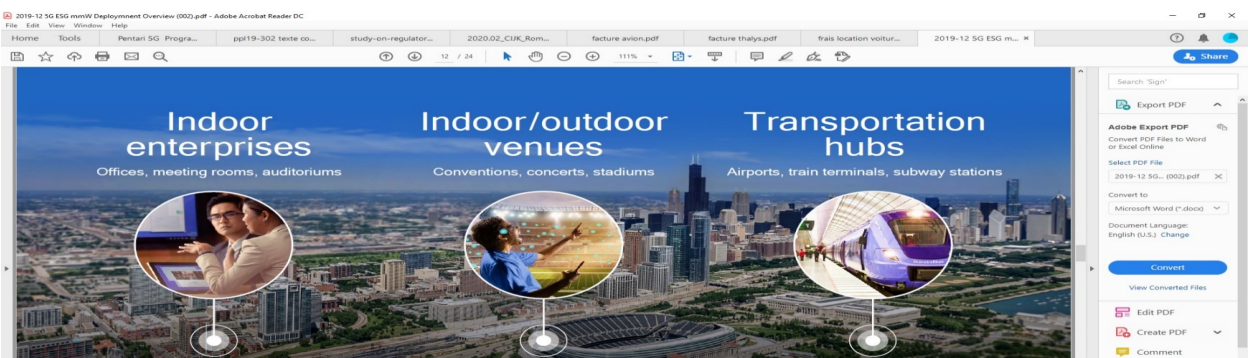 2019-12 5G ESG mmW Deploymnent Overview (002).pdf - Adobe Acrobat Reader DC
File Edit View Window Help
Home Tools Pentari 5G Progra... ppl19-302 texte co... study-on-regulator... 2020.02_CUK_Rom... facture avion.pdf facture thalys.pdf frais location voitur... 2019-12 5G ESG m... ×
12 / 24 111% Share
Indoor
enterprises
Offices, meeting rooms, auditoriums
Indoor/outdoor
venues
Conventions, concerts, stadiums
Transportation
hubs
Airports, train terminals, subway stations
Search 'Sign'
Export PDF
Adobe Export PDF
Convert PDF Files to Word
or Excel Online
Select PDF File
2019-12 5G... (002).pdf ×
Convert to
Microsoft Word (*.docx)
Document Language:
English (U.S.) Change
Convert
View Converted Files
Edit PDF
Create PDF
Comment